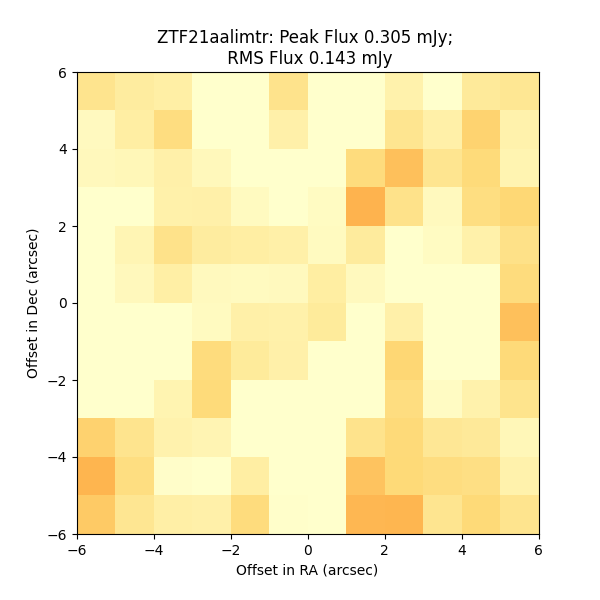 ZTF21aalimtr: Peak Flux 0.305 mJy;
RMS Flux 0.143 mJy
6
4
2
0
−2
−4
−6
Offset in Dec (arcsec)
−6 −4 −2 0 2 4 6
Offset in RA (arcsec)